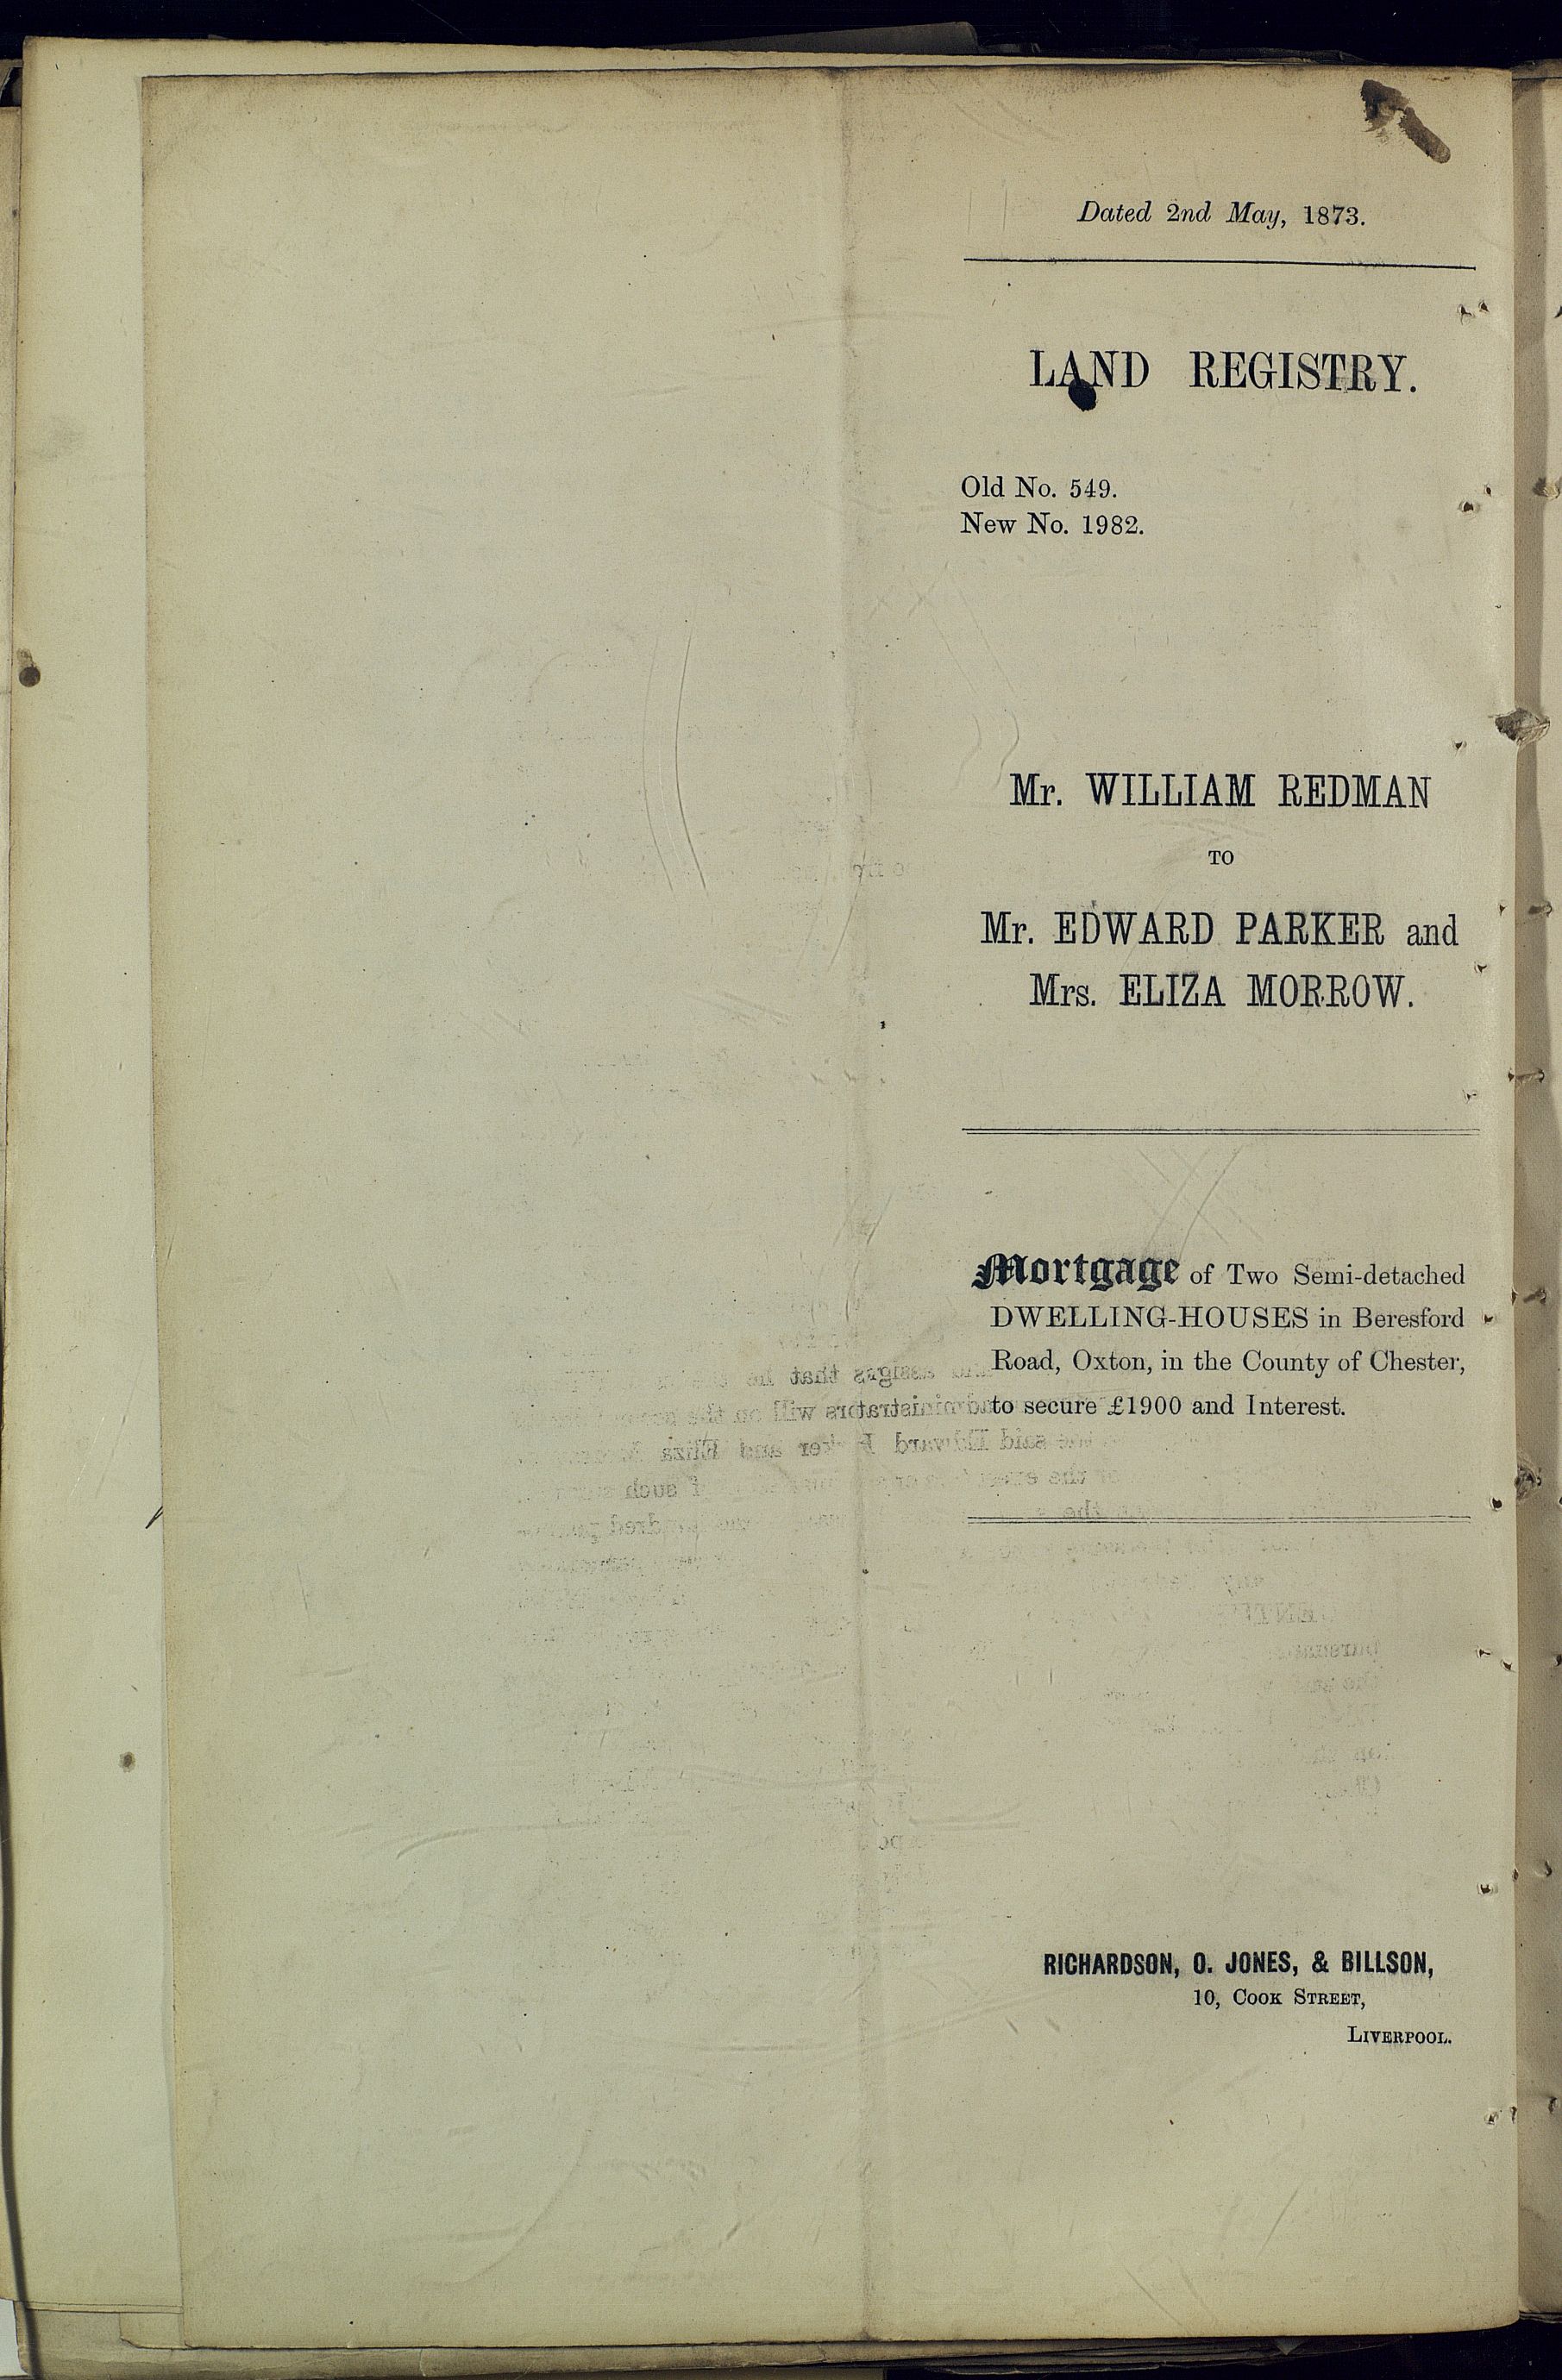 Dated 2nd May, 1873.
LAND REGISTRY.
Old No. 549.
New No. 1982.
Mr. WILLIAM REDMAN
TO
Mr. EDWARD PARKER and
Mrs. ELIZA MORROW.
Mortgage of Two Semi-detached
DWELLING-HOUSES in Beresford
Road, Oxton, in the County of Chester,
to secure £1900 and Interest.
RICHARDSON, O. JONES, & BILLSON,
10, COOK STREET,
LIVERPOOL.